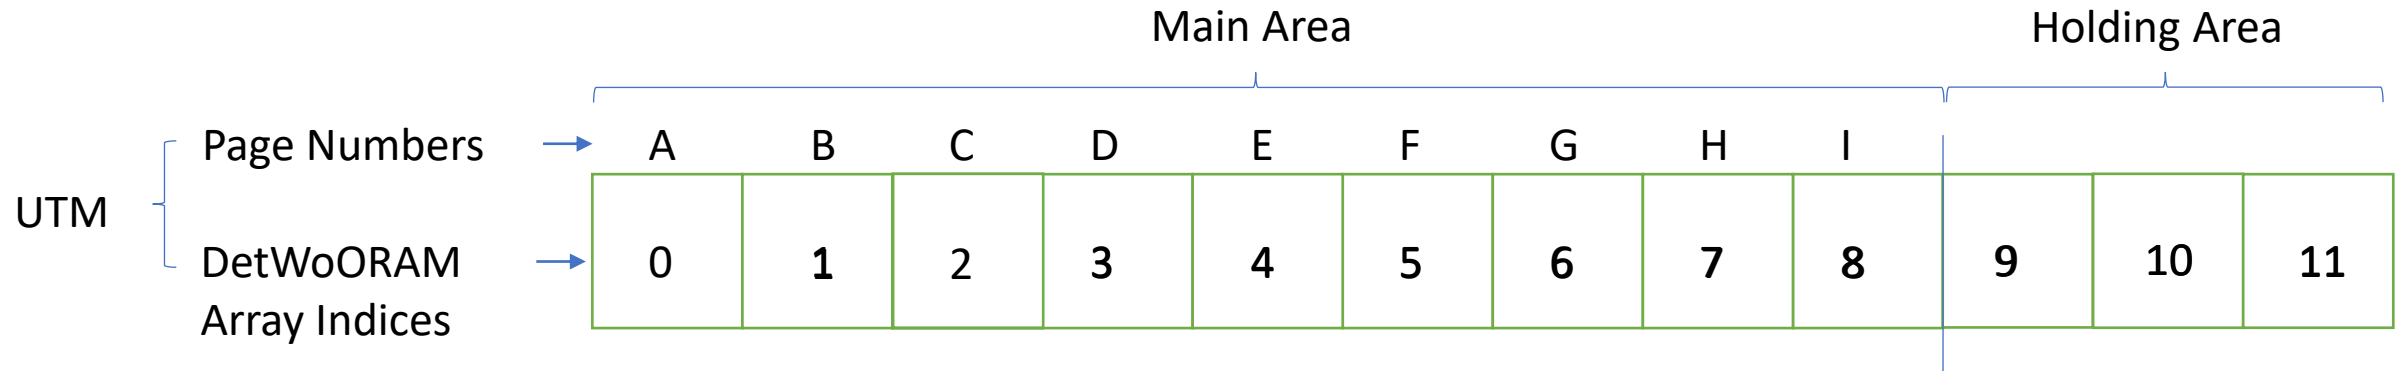 Main Area
Holding Area
Page Numbers
A B C D E F G H I
UTM
DetWoORAM
Array Indices
0 1 2 3 4 5 6 7 8 9 10 11